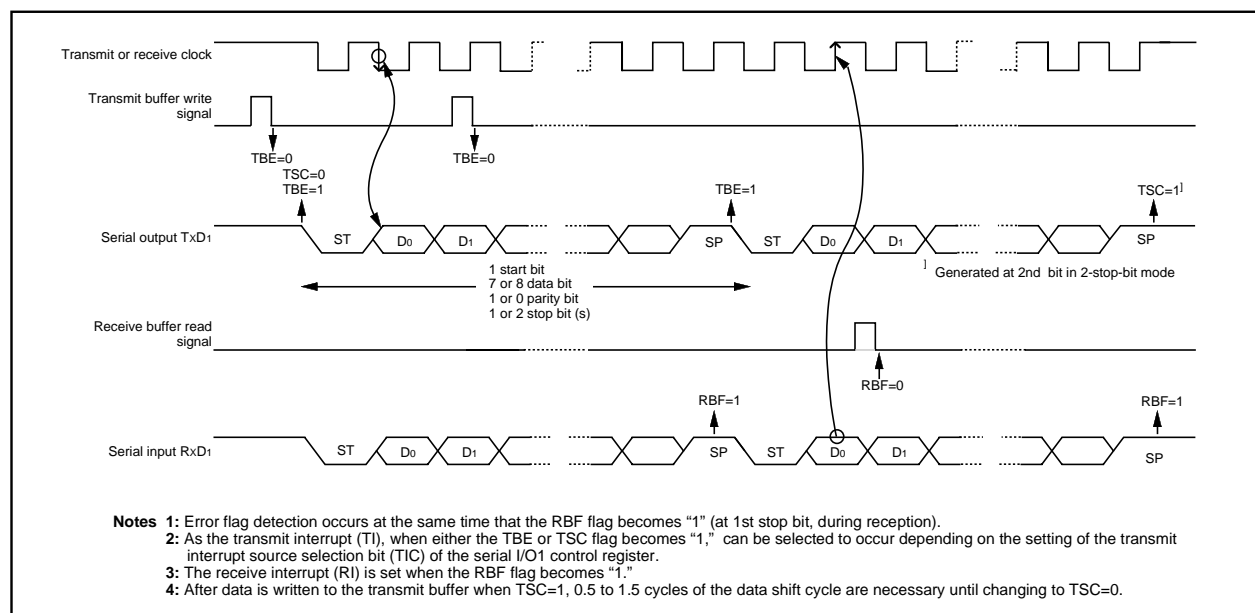 Transmit or receive clock
Transmit buffer write
signal
TBE=0
TSC=0
TBE=1
TBE=0
TBE=1
TSC=1]
Serial output TxD1
ST
D0
D1
SP
ST
D0
D1
SP
] Generated at 2nd bit in 2-stop-bit mode
1 start bit
7 or 8 data bit
1 or 0 parity bit
1 or 2 stop bit (s)
Receive buffer read
signal
RBF=0
RBF=1
RBF=1
Serial input RxD1
ST
D0
D1
SP
ST
D0
D1
SP
Notes 1: Error flag detection occurs at the same time that the RBF flag becomes “1” (at 1st stop bit, during reception).
2: As the transmit interrupt (TI), when either the TBE or TSC flag becomes “1,” can be selected to occur depending on the setting of the transmit
interrupt source selection bit (TIC) of the serial I/O1 control register.
3: The receive interrupt (RI) is set when the RBF flag becomes “1.”
4: After data is written to the transmit buffer when TSC=1, 0.5 to 1.5 cycles of the data shift cycle are necessary until changing to TSC=0.